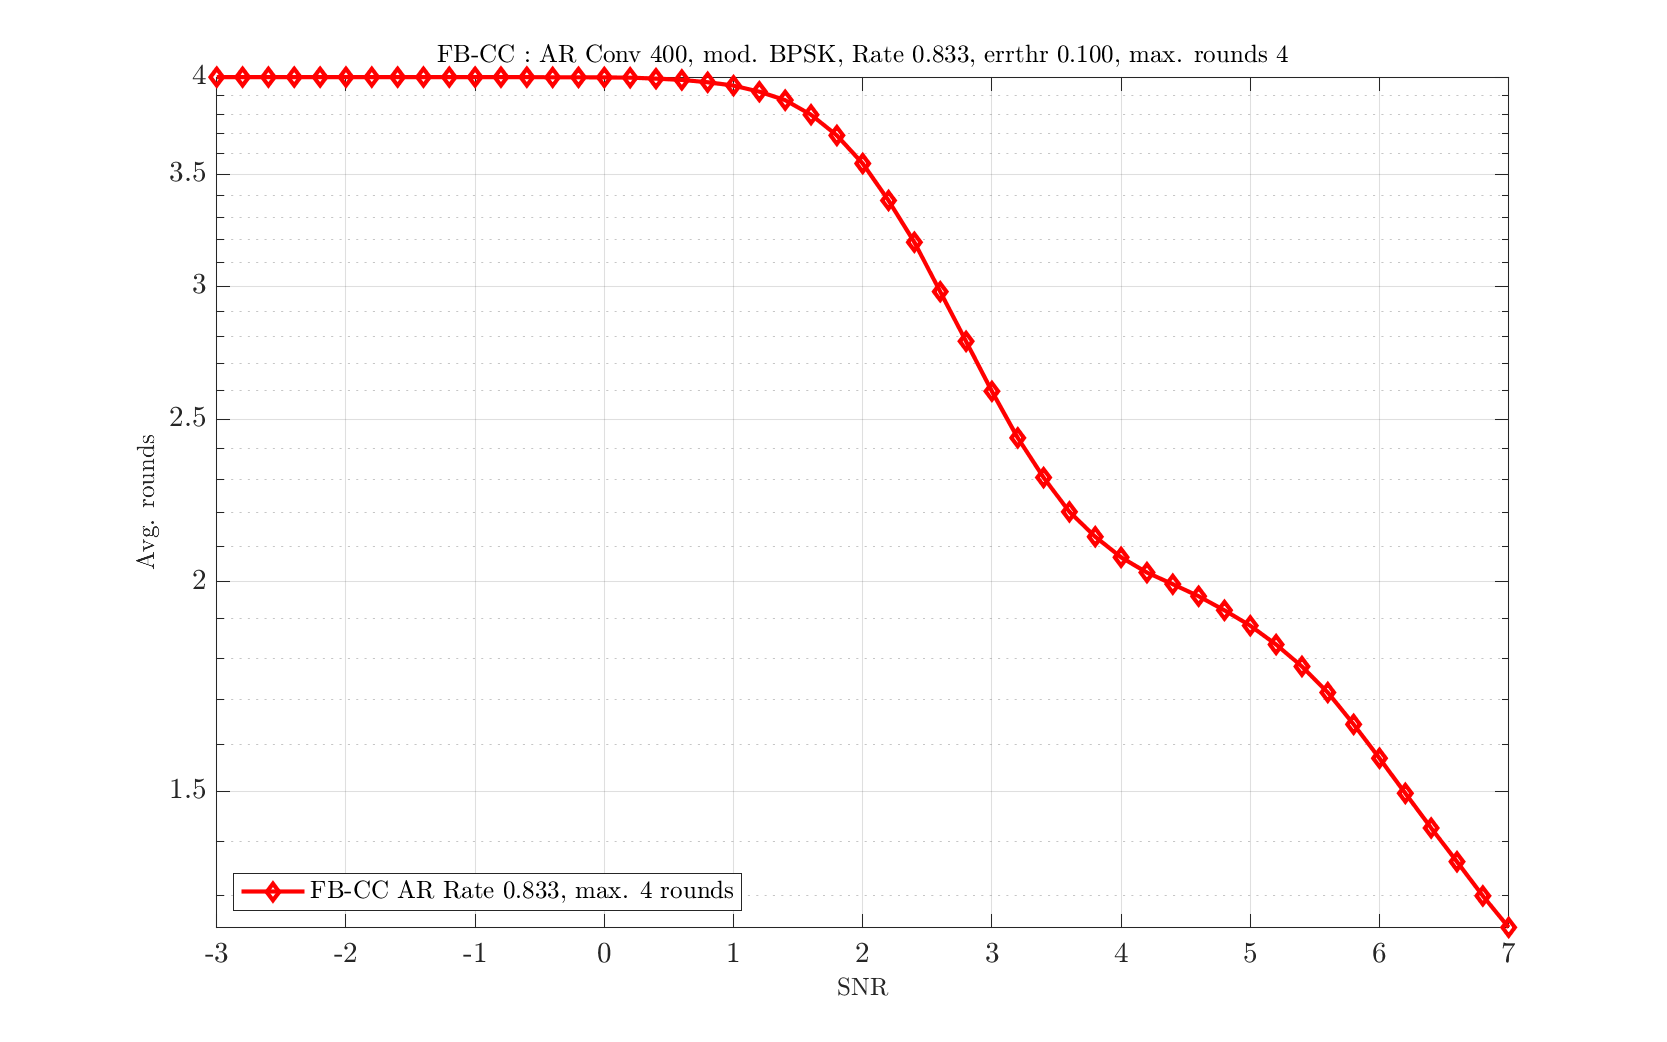 FB-CC : AR Conv 400, mod. BPSK, Rate 0.833, errthr 0.100, max. rounds 4
4
3.5
3
2.5
2
1.5
Avg. rounds
FB-CC AR Rate 0.833, max. 4 rounds
-3 -2 -1 0 1 2 3 4 5 6 7
SNR